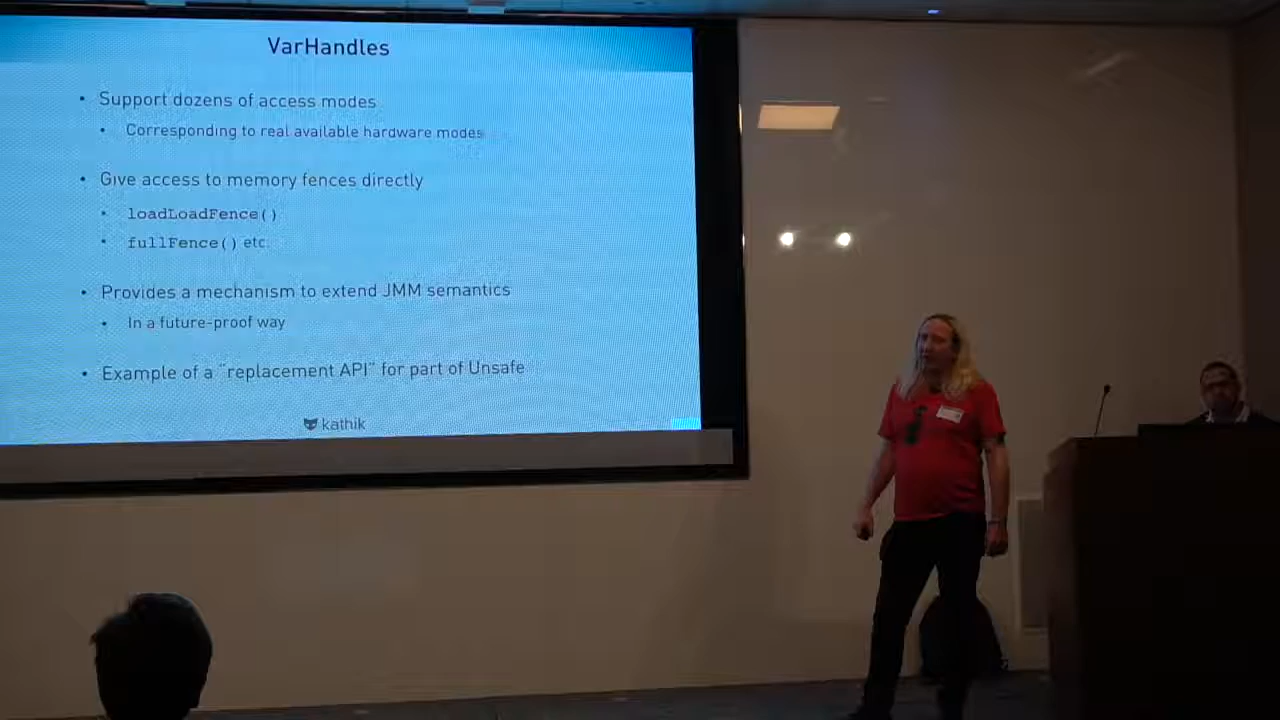 VarHandles
• Support dozens of access modes
• Corresponding to real available hardware modes
• Give access to memory fences directly
• loadLoadFence()
• fullFence() etc.
• Provides a mechanism to extend JMM semantics
• In a future-proof way
• Example of a "replacement API" for part of Unsafe
kathik